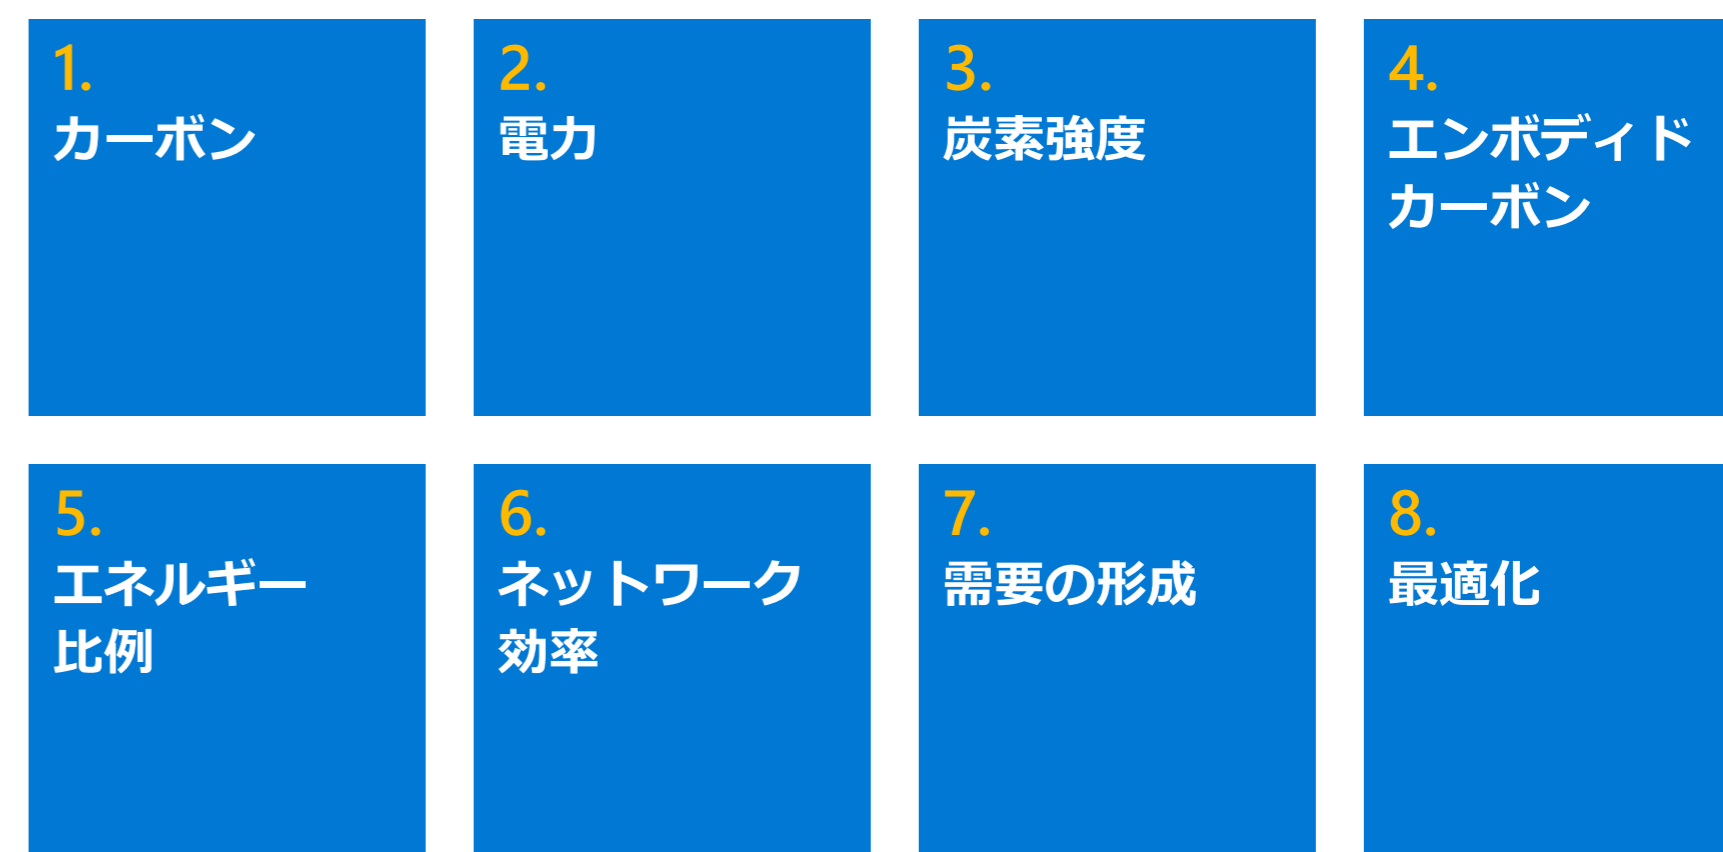 1.
カーボン
2.
電力
3.
炭素強度
4.
エンボディド
カーボン
5.
エネルギー
比例
6.
ネットワーク
効率
7.
需要の形成
8.
最適化